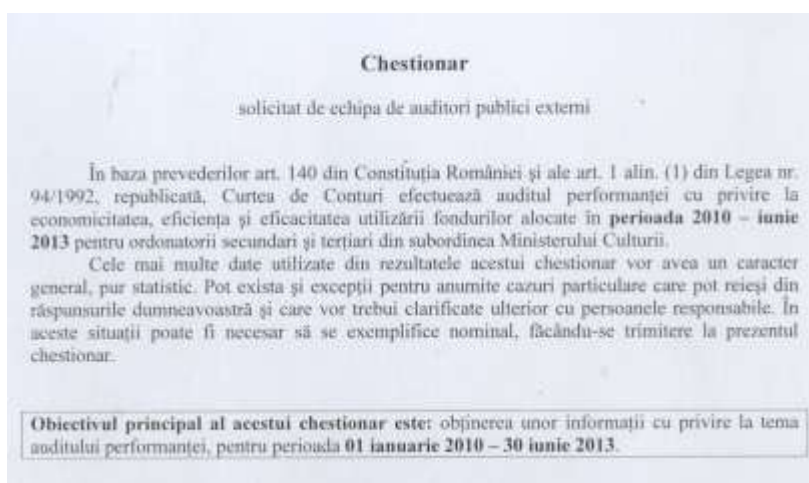 Chestionar
solicitat de echipa de auditori publici externi
În baza prevederilor art. 140 din Constituția României și ale art. 1 alin. (1) din Legea nr.
94/1992, republicată, Curtea de Conturi efectuează auditul performanței cu privire la
economicitatea, eficiența și eficacitatea utilizării fondurilor alocate în perioada 2010 – iunie
2013 pentru ordonatorii secundari și terțiari din subordinea Ministerului Culturii.
Cele mai multe date utilizate din rezultatele acestui chestionar vor avea un caracter
general, pur statistic. Pot exista și excepții pentru anumite cazuri particulare care pot reieși din
răspunsurile dumneavoastră și care vor trebui clarificate ulterior cu persoanele responsabile. În
aceste situații poate fi necesar să se exemplifice nominal, făcându-se trimitere la prezentul
chestionar.
Obiectivul principal al acestui chestionar este: obținerea unor informații cu privire la tema
auditului performanței, pentru perioada 01 ianuarie 2010 – 30 iunie 2013.